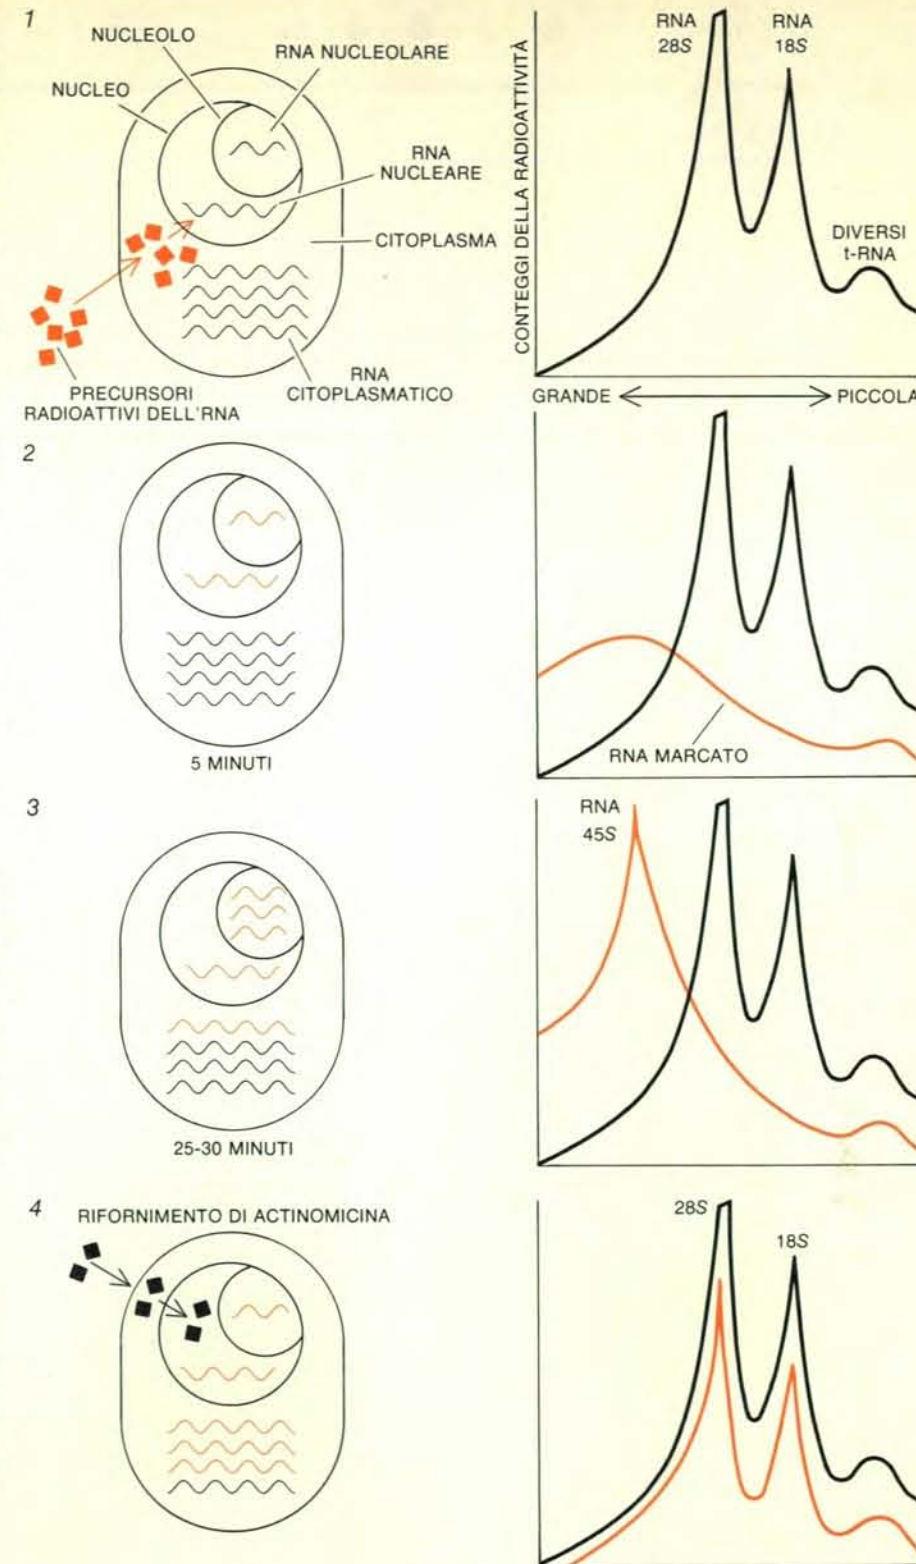 1
NUCLEOLO
NUCLEO
RNA NUCLEOLARE
RNA
NUCLEARE
CITOPLASMA
RNA
CITOPLASMATICO
PRECURSORI
RADIOATTIVI DELL'RNA
CONTEGGI DELLA RADIOATTIVITÀ
RNA
28S
RNA
18S
DIVERSI
t-RNA
GRANDE
PICCOLA
2
5 MINUTI
RNA MARCATO
3
25-30 MINUTI
RNA
45S
4
RIFORNIMENTO DI ACTINOMICINA
28S
18S